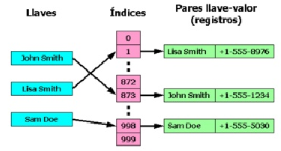 Llaves
Índices
Pares llave-valor
(registros)
0
1
Lisa Smith +1-555-8976
John Smith
Lisa Smith
872
873
John Smith +1-555-1234
Sam Doe
998
Sam Doe +1-555-5030
999